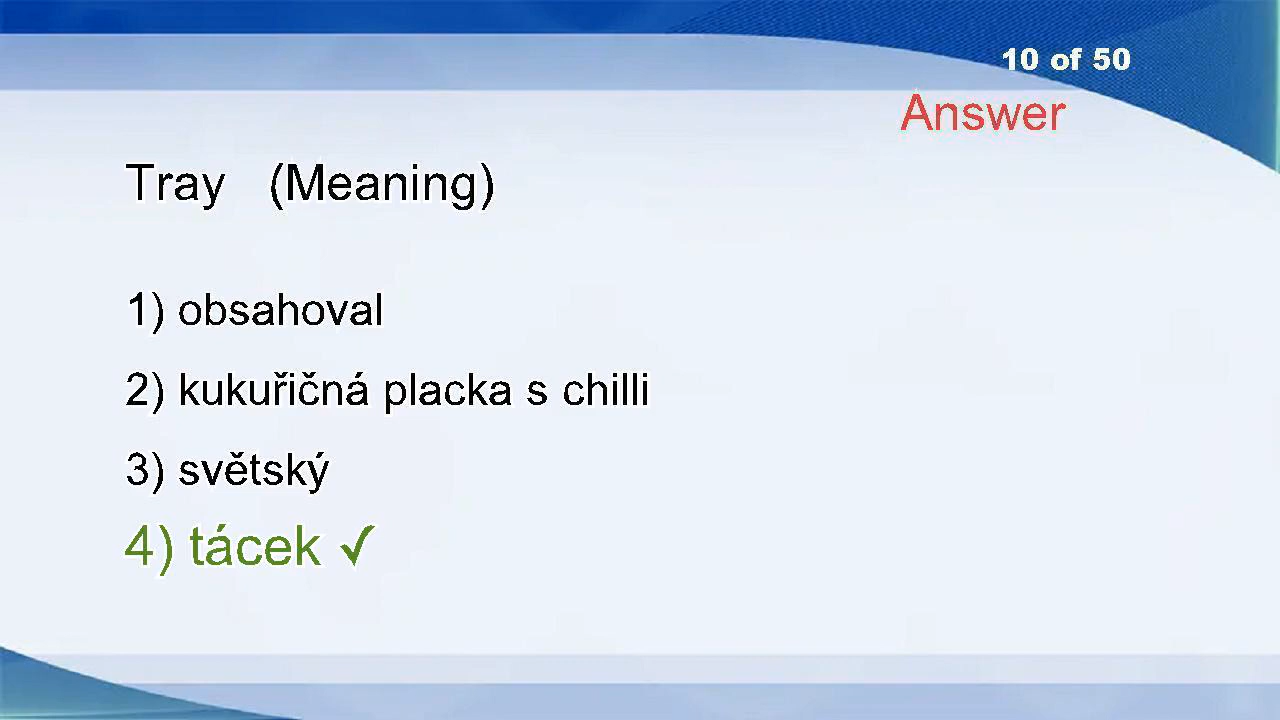 10 of 50
Answer
Tray (Meaning)
1) obsahoval
2) kukuřičná placka s chilli
3) světský
4) tácek ✓